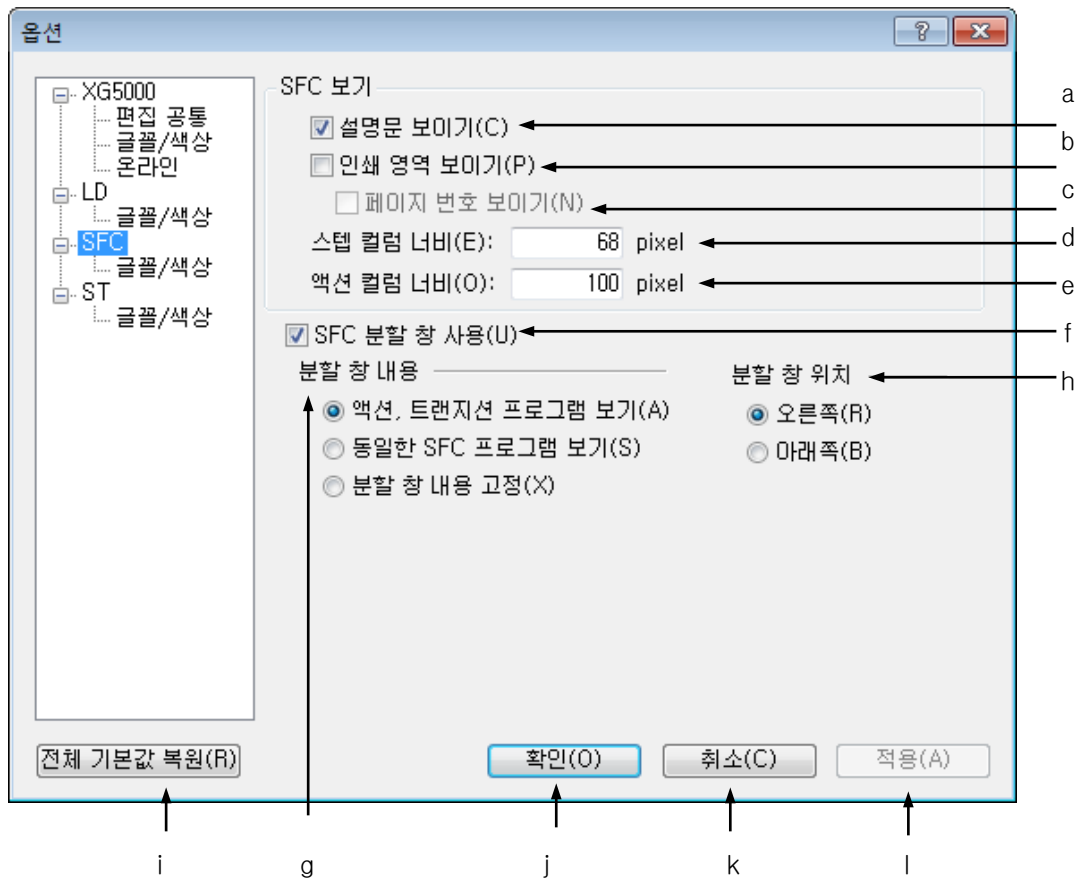 옵션
XG5000
편집 공통
글꼴/색상
온라인
LD
글꼴/색상
SFC
글꼴/색상
ST
글꼴/색상
SFC 보기
설명문 보이기(C)
인쇄 영역 보이기(P)
페이지 번호 보이기(N)
스텝 컬럼 너비(E): 68 pixel
액션 컬럼 너비(O): 100 pixel
SFC 분할 창 사용(U)
분할 창 내용
액션, 트랜지션 프로그램 보기(A)
동일한 SFC 프로그램 보기(S)
분할 창 내용 고정(X)
분할 창 위치
오른쪽(R)
아래쪽(B)
전체 기본값 복원(R)
확인(O)
취소(C)
적용(A)
a
b
c
d
e
f
h
i
g
j
k
l